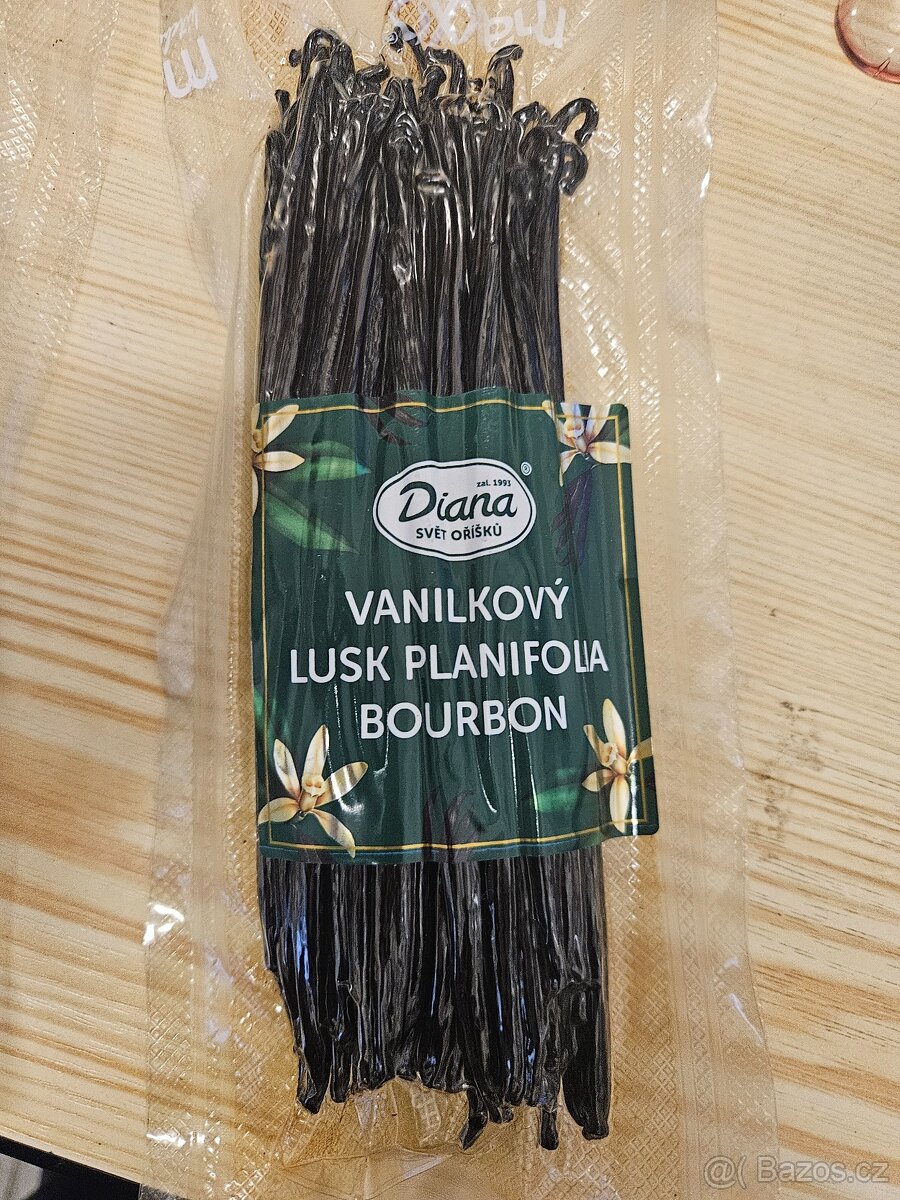 zal. 1993
Diana
SVĚT OŘÍŠKŮ
VANILKOVÝ
LUSK PLANIFOLIA
BOURBON
@( Bazos.cz